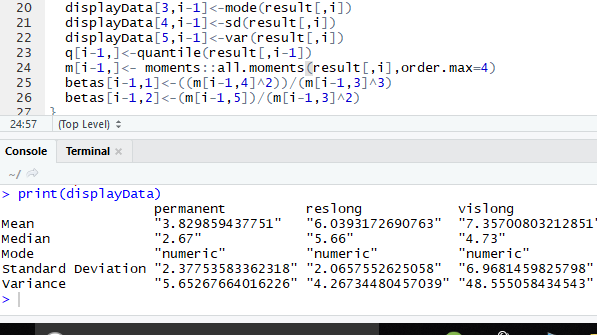 20 displayData[3,i-1]<-mode(result[,i])
21 displayData[4,i-1]<-sd(result[,i])
22 displayData[5,i-1]<-var(result[,i])
23 q[i-1,]<-quantile(result[,i-1])
24 m[i-1,]<- moments::all.moments(result[,i],order.max=4)
25 betas[i-1,1]<-((m[i-1,4]^2))/(m[i-1,3]^3)
26 betas[i-1,2]<-(m[i-1,5])/(m[i-1,3]^2)
27 }
24:57 (Top Level)
Console Terminal ×
~/
> print(displayData)
permanent reslong vislong
Mean "3.829859437751" "6.0393172690763" "7.35700803212851"
Median "2.67" "5.66" "4.73"
Mode "numeric" "numeric" "numeric"
Standard Deviation "2.37753583362318" "2.0657552625058" "6.9681459825798"
Variance "5.65267664016226" "4.26734480457039" "48.555058434543"
>